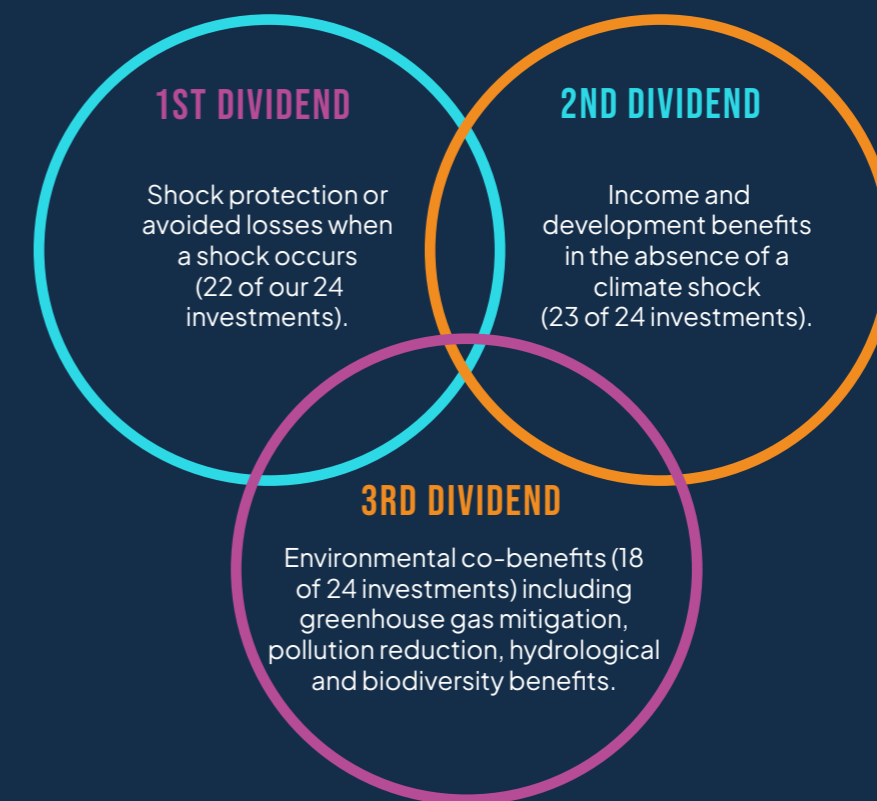 1ST DIVIDEND
Shock protection or
avoided losses when
a shock occurs
(22 of our 24
investments).
2ND DIVIDEND
Income and
development benefits
in the absence of a
climate shock
(23 of 24 investments).
3RD DIVIDEND
Environmental co-benefits (18
of 24 investments) including
greenhouse gas mitigation,
pollution reduction, hydrological
and biodiversity benefits.